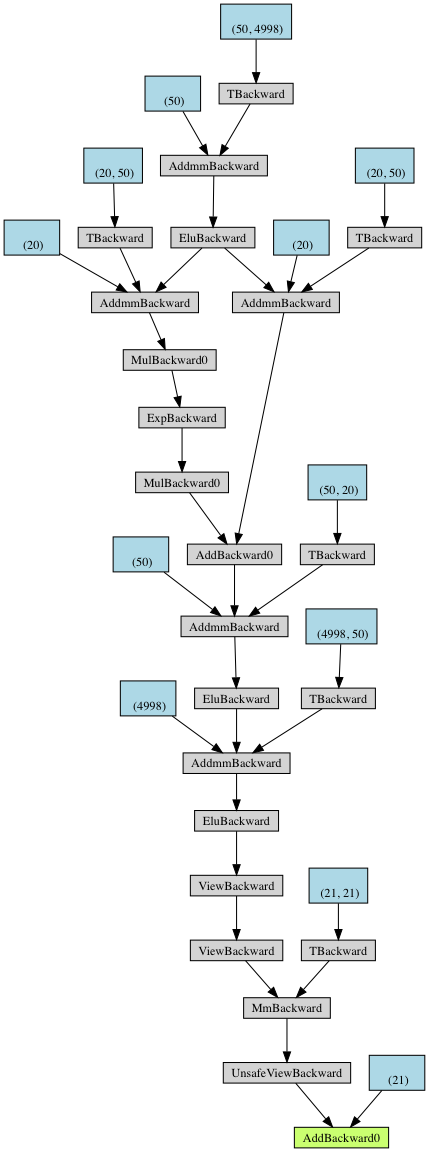 (50, 4998)
(50)
TBackward
AddmmBackward
(20, 50)
(20, 50)
(20)
TBackward
EluBackward
(20)
TBackward
AddmmBackward
AddmmBackward
MulBackward0
ExpBackward
MulBackward0
(50, 20)
(50)
AddBackward0
TBackward
AddmmBackward
(4998, 50)
(4998)
EluBackward
TBackward
AddmmBackward
EluBackward
ViewBackward
(21, 21)
ViewBackward
TBackward
MmBackward
UnsafeViewBackward
(21)
AddBackward0